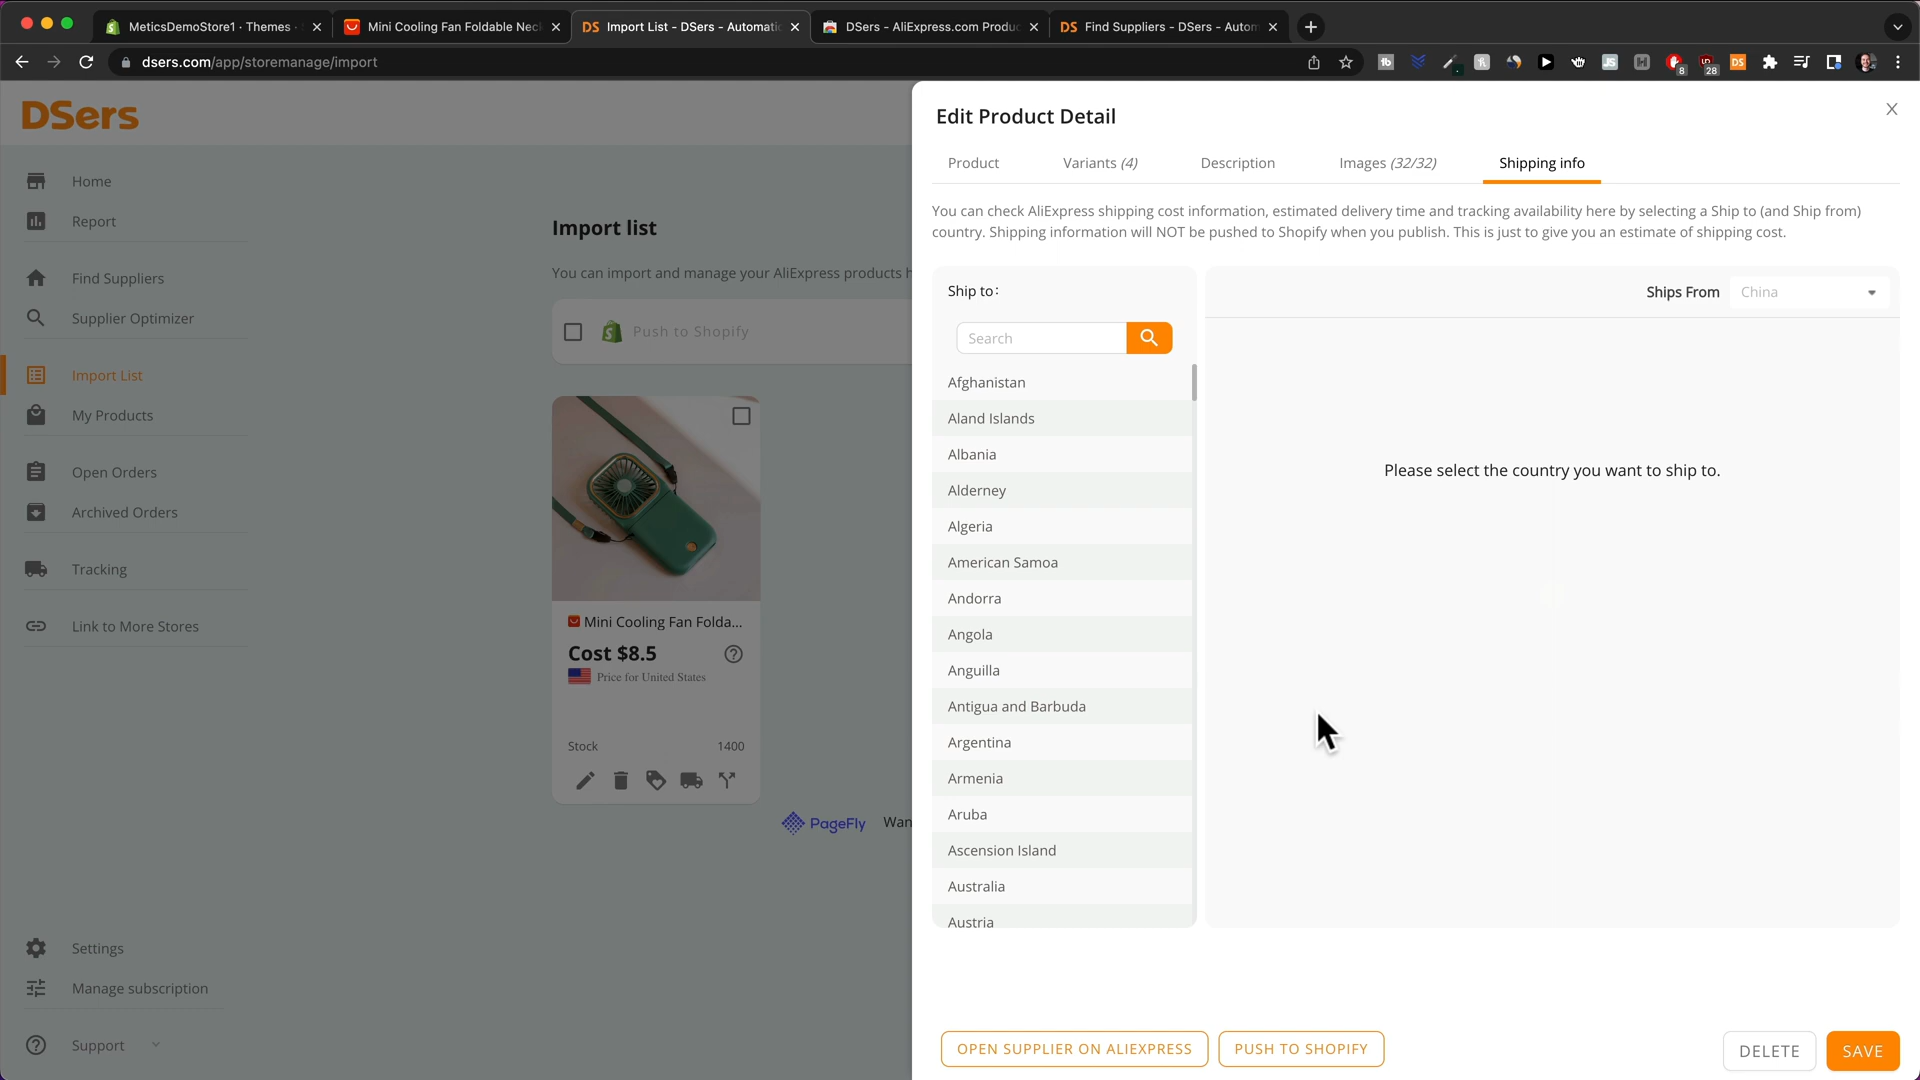 MeticsDemoStore1 · Themes ·
Mini Cooling Fan Foldable Neck
DS Import List - DSers - Automatic
DSers - AliExpress.com Produc
DS Find Suppliers - DSers - Autom
dsers.com/app/storemanage/import
8
28
DS
DSers
Home
Report
Find Suppliers
Supplier Optimizer
Import List
My Products
Open Orders
Archived Orders
Tracking
Link to More Stores
Settings
Manage subscription
Support
Import list
You can import and manage your AliExpress products h
Push to Shopify
Mini Cooling Fan Folda...
Cost $8.5
Price for United States
Stock 1400
PageFly Wan
Edit Product Detail
Product Variants (4) Description Images (32/32) Shipping info
You can check AliExpress shipping cost information, estimated delivery time and tracking availability here by selecting a Ship to (and Ship from)
country. Shipping information will NOT be pushed to Shopify when you publish. This is just to give you an estimate of shipping cost.
Ship to:
Search
Afghanistan
Aland Islands
Albania
Alderney
Algeria
American Samoa
Andorra
Angola
Anguilla
Antigua and Barbuda
Argentina
Armenia
Aruba
Ascension Island
Australia
Austria
Ships From China
Please select the country you want to ship to.
OPEN SUPPLIER ON ALIEXPRESS
PUSH TO SHOPIFY
DELETE
SAVE